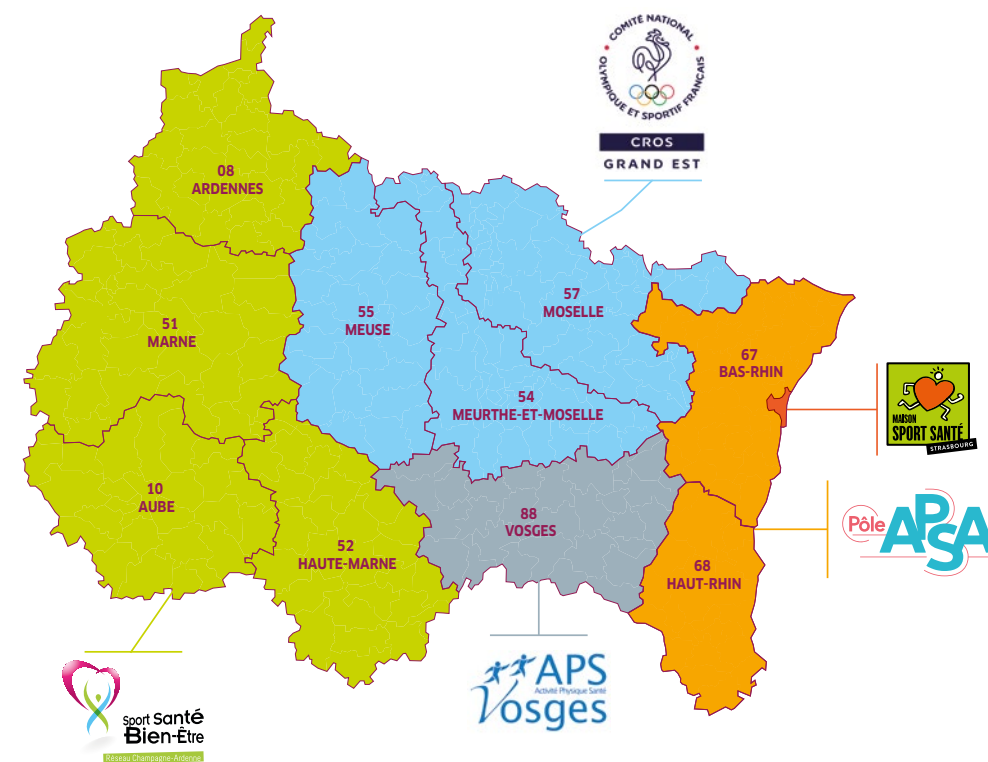 COMITÉ NATIONAL
OLYMPIQUE ET SPORTIF FRANÇAIS
CROS
GRAND EST
08
ARDENNES
51
MARNE
55
MEUSE
57
MOSELLE
54
MEURTHE-ET-MOSELLE
67
BAS-RHIN
MAISON
SPORT SANTÉ
STRASBOURG
10
AUBE
52
HAUTE-MARNE
88
VOSGES
68
HAUT-RHIN
Pôle APSA
Sport Santé
Bien-Être
Réseau Champagne-Ardenne
APS
Activité Physique Santé
Vosges